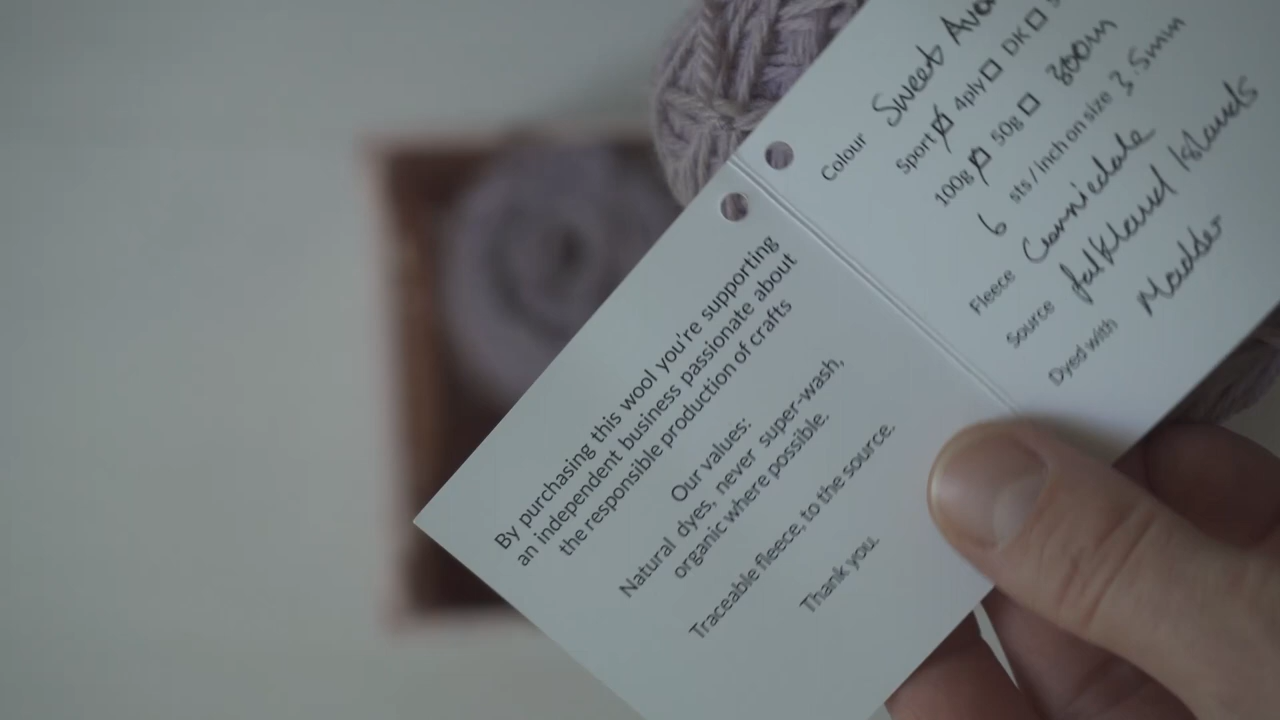 Colour Sweet
Sport 4ply DK
100g 50g 300m
6 sts / inch on size 3.5mm
Fleece Corriedale
Source Falkland Islands
Dyed with Madder
By purchasing this wool you're supporting
an independent business passionate about
the responsible production of crafts
Our values:
Natural dyes, never super-wash,
organic where possible.
Traceable fleece, to the source.
Thank you.